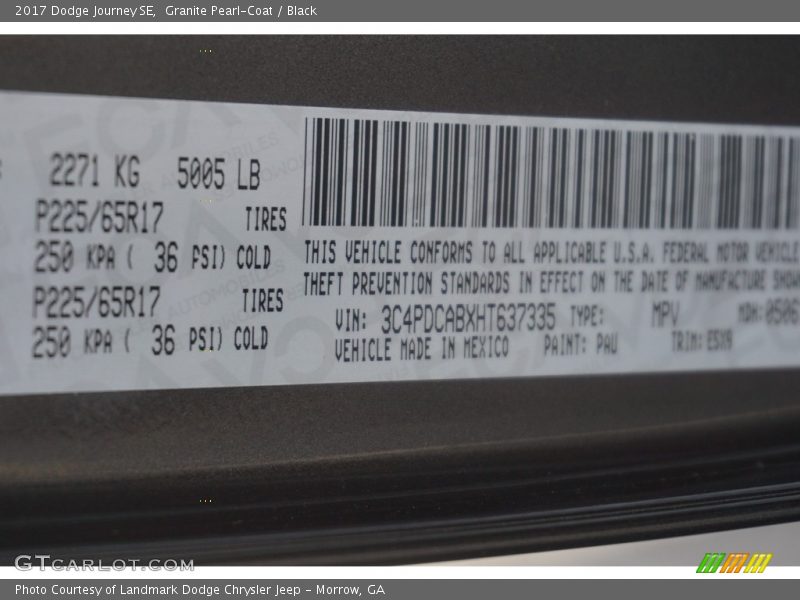 2017 Dodge Journey SE,  Granite Pearl-Coat / Black
2271 KG 5005 LB
P225/65R17 TIRES
250 KPA ( 36 PSI) COLD
P225/65R17 TIRES
250 KPA ( 36 PSI) COLD
THIS VEHICLE CONFORMS TO ALL APPLICABLE U.S.A. FEDERAL MOTOR VEHICLE
THEFT PREVENTION STANDARDS IN EFFECT ON THE DATE OF MANUFACTURE SHOW
VIN: 3C4PDCABXHT637335 TYPE: MPV MDH: 0506
VEHICLE MADE IN MEXICO PAINT: PAU TRIM: E5X9
GTcarlot.com
Photo Courtesy of Landmark Dodge Chrysler Jeep – Morrow, GA